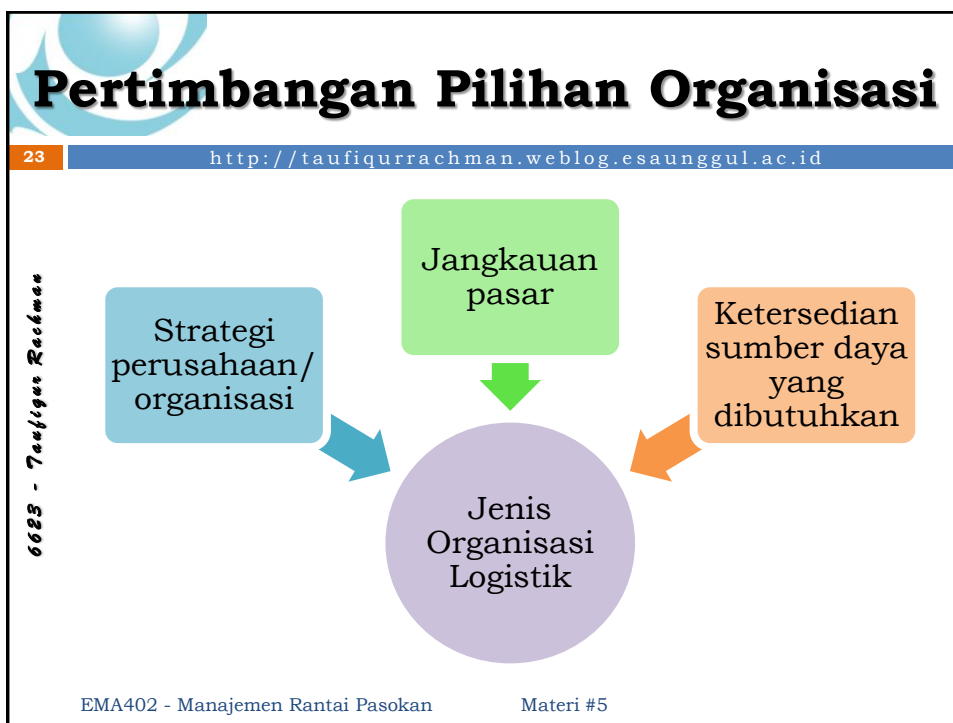 Pertimbangan Pilihan Organisasi
23
http://taufiqurrachman.weblog.esaunggul.ac.id
6623 - Taufiqur Rachman
Jangkauan
pasar
Strategi
perusahaan/
organisasi
Ketersedian
sumber daya
yang
dibutuhkan
Jenis
Organisasi
Logistik
EMA402 - Manajemen Rantai Pasokan
Materi #5